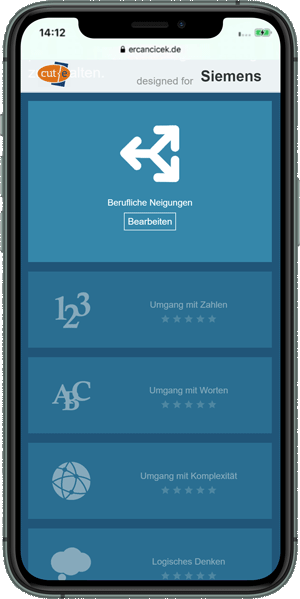 14:12
ercancicek.de
cut-e
designed for Siemens
Berufliche Neigungen
Bearbeiten
123
Umgang mit Zahlen
ABC
Umgang mit Worten
Umgang mit Komplexität
Logisches Denken